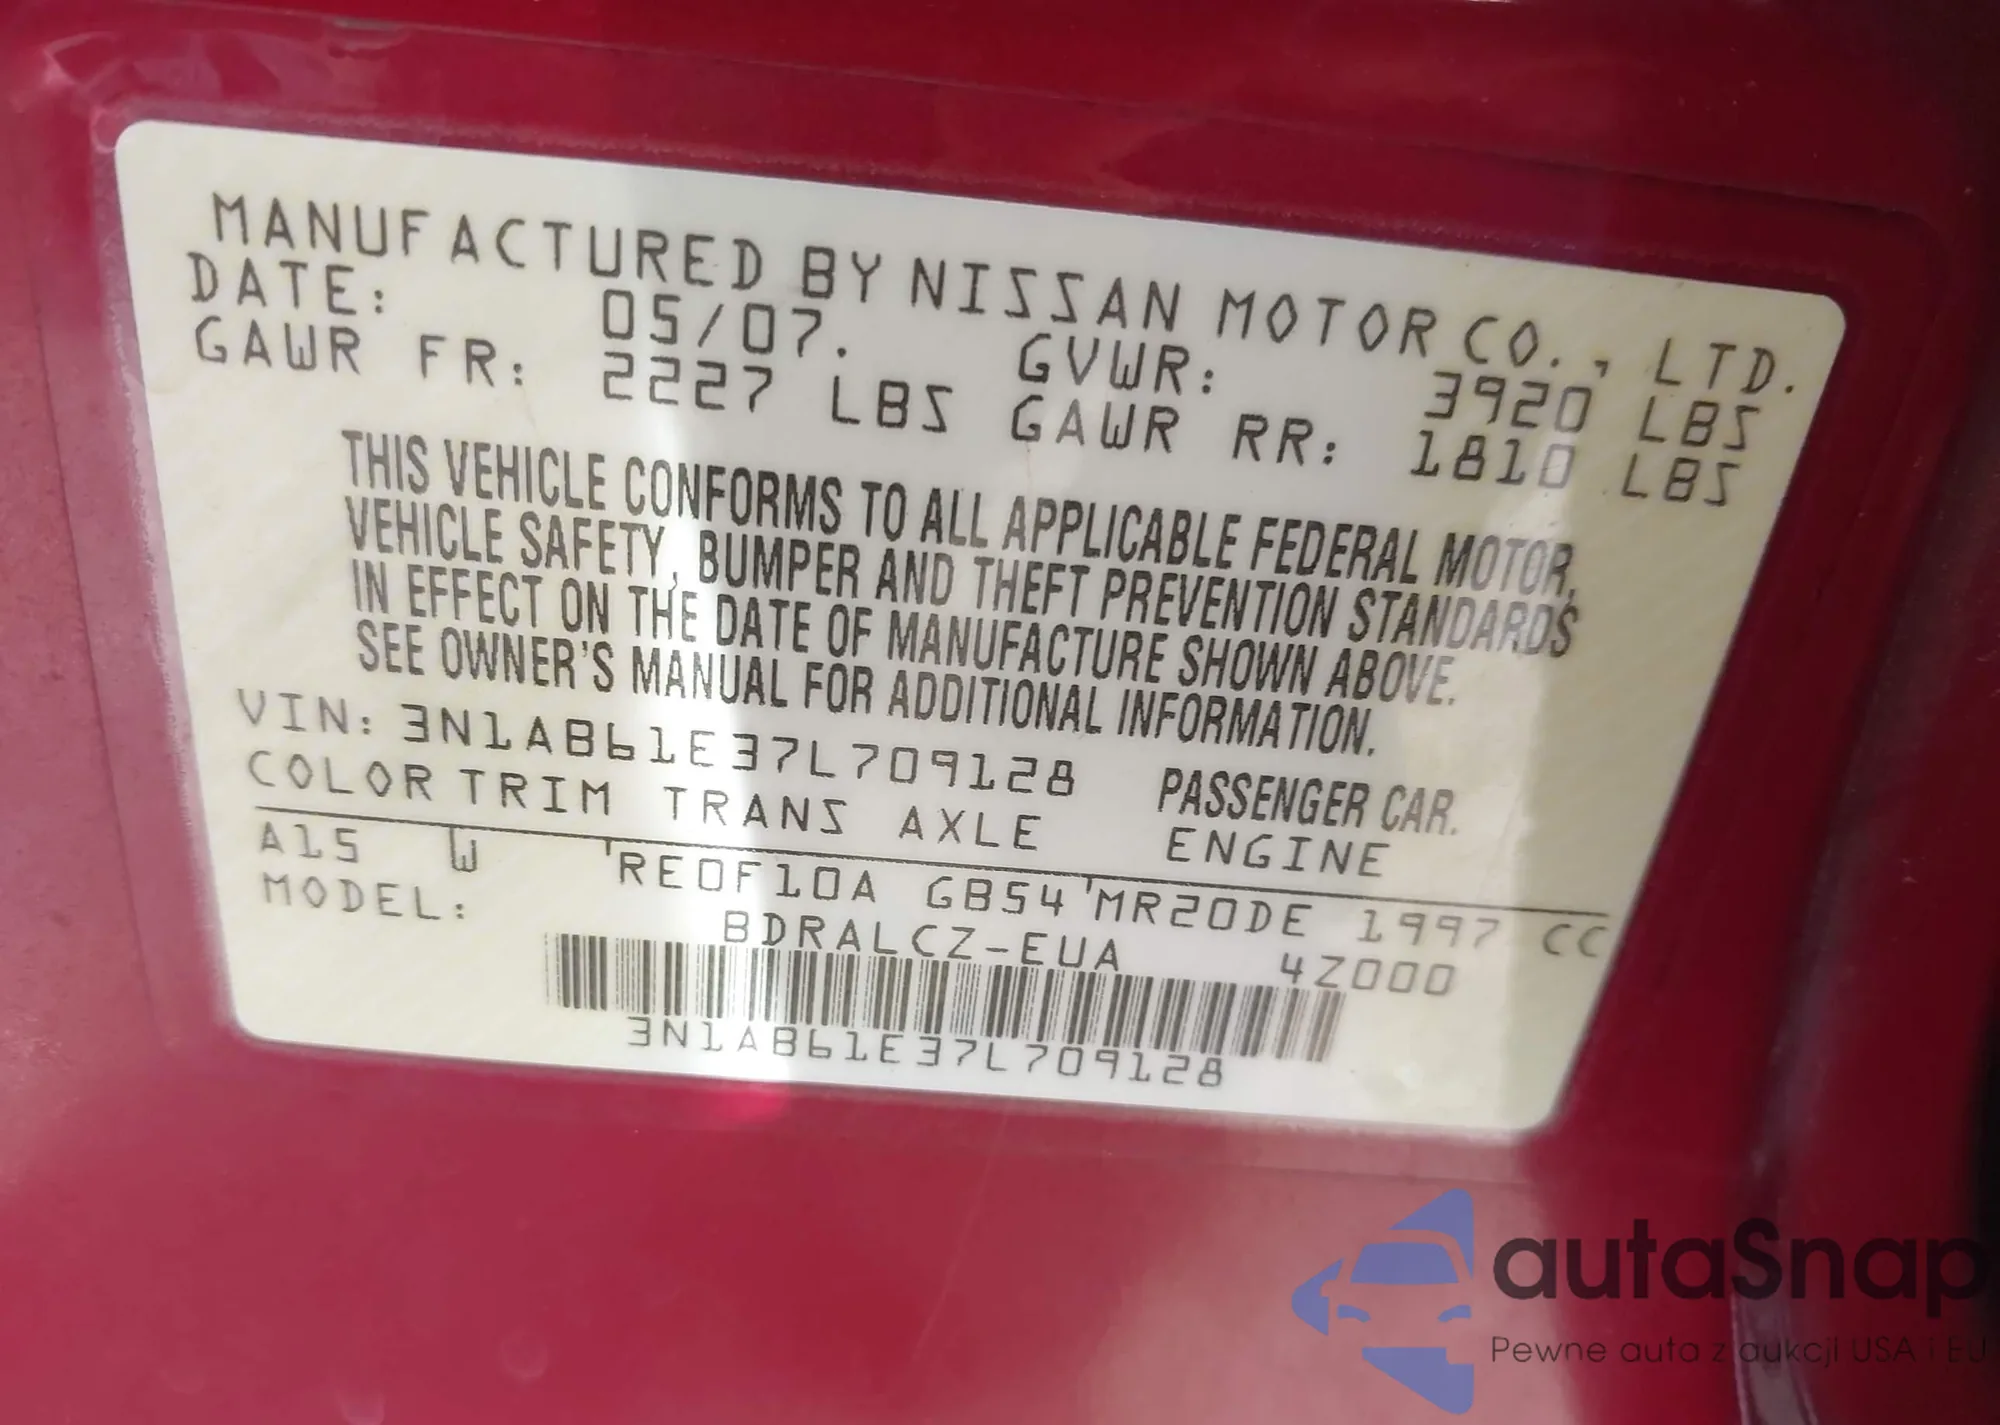 MANUFACTURED BY NISSAN MOTOR CO., LTD.
DATE: 05/07. GVWR: 3920 LBS
GAWR FR: 2227 LBS GAWR RR: 1810 LBS
THIS VEHICLE CONFORMS TO ALL APPLICABLE FEDERAL MOTOR,
VEHICLE SAFETY, BUMPER AND THEFT PREVENTION STANDARDS
IN EFFECT ON THE DATE OF MANUFACTURE SHOWN ABOVE.
SEE OWNER'S MANUAL FOR ADDITIONAL INFORMATION.
VIN: 3N1AB61E37L709128 PASSENGER CAR.
COLOR TRIM TRANS AXLE ENGINE
A15 W RE0F10A GB54 MR20DE 1997 CC
MODEL: BDRALCZ-EUA 4Z000
3N1AB61E37L709128
autaSnap
Pewne auta z aukcji USA i EU